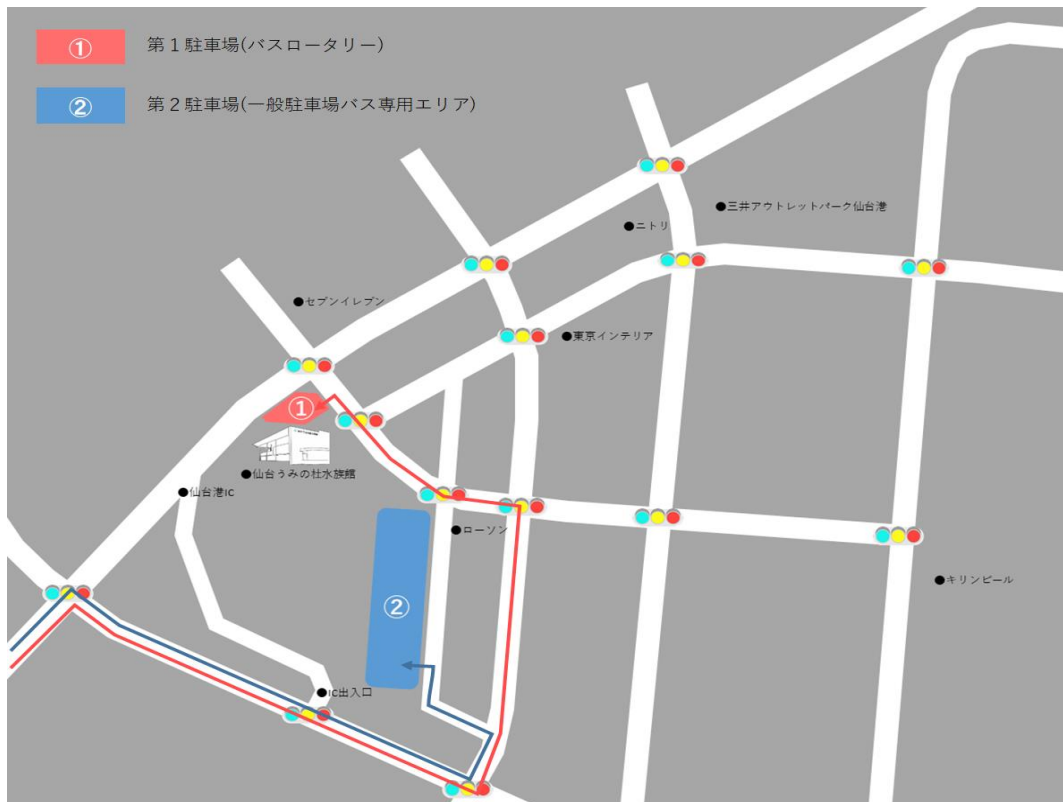 ① 第１駐車場(バスロータリー)
② 第２駐車場(一般駐車場バス専用エリア)
●三井アウトレットパーク仙台港
●ニトリ
●セブンイレブン
●東京インテリア
①
●仙台うみの杜水族館
●仙台港IC
●ローソン
●キリンビール
②
●IC出入口